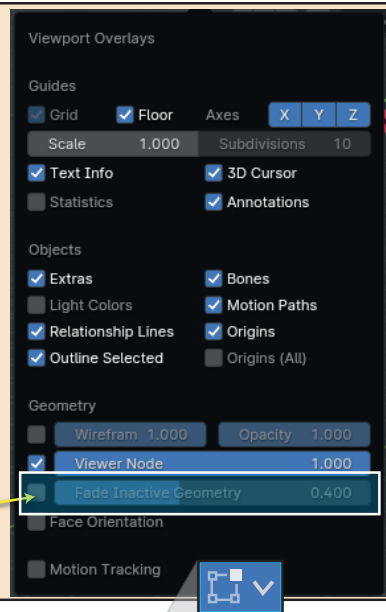 Viewport Overlays
Guides
Grid Floor Axes X Y Z
Scale 1.000 Subdivisions 10
Text Info 3D Cursor
Statistics Annotations
Objects
Extras Bones
Light Colors Motion Paths
Relationship Lines Origins
Outline Selected Origins (All)
Geometry
Wirefram 1.000 Opacity 1.000
Viewer Node 1.000
Fade Inactive Geometry 0.400
Face Orientation
Motion Tracking